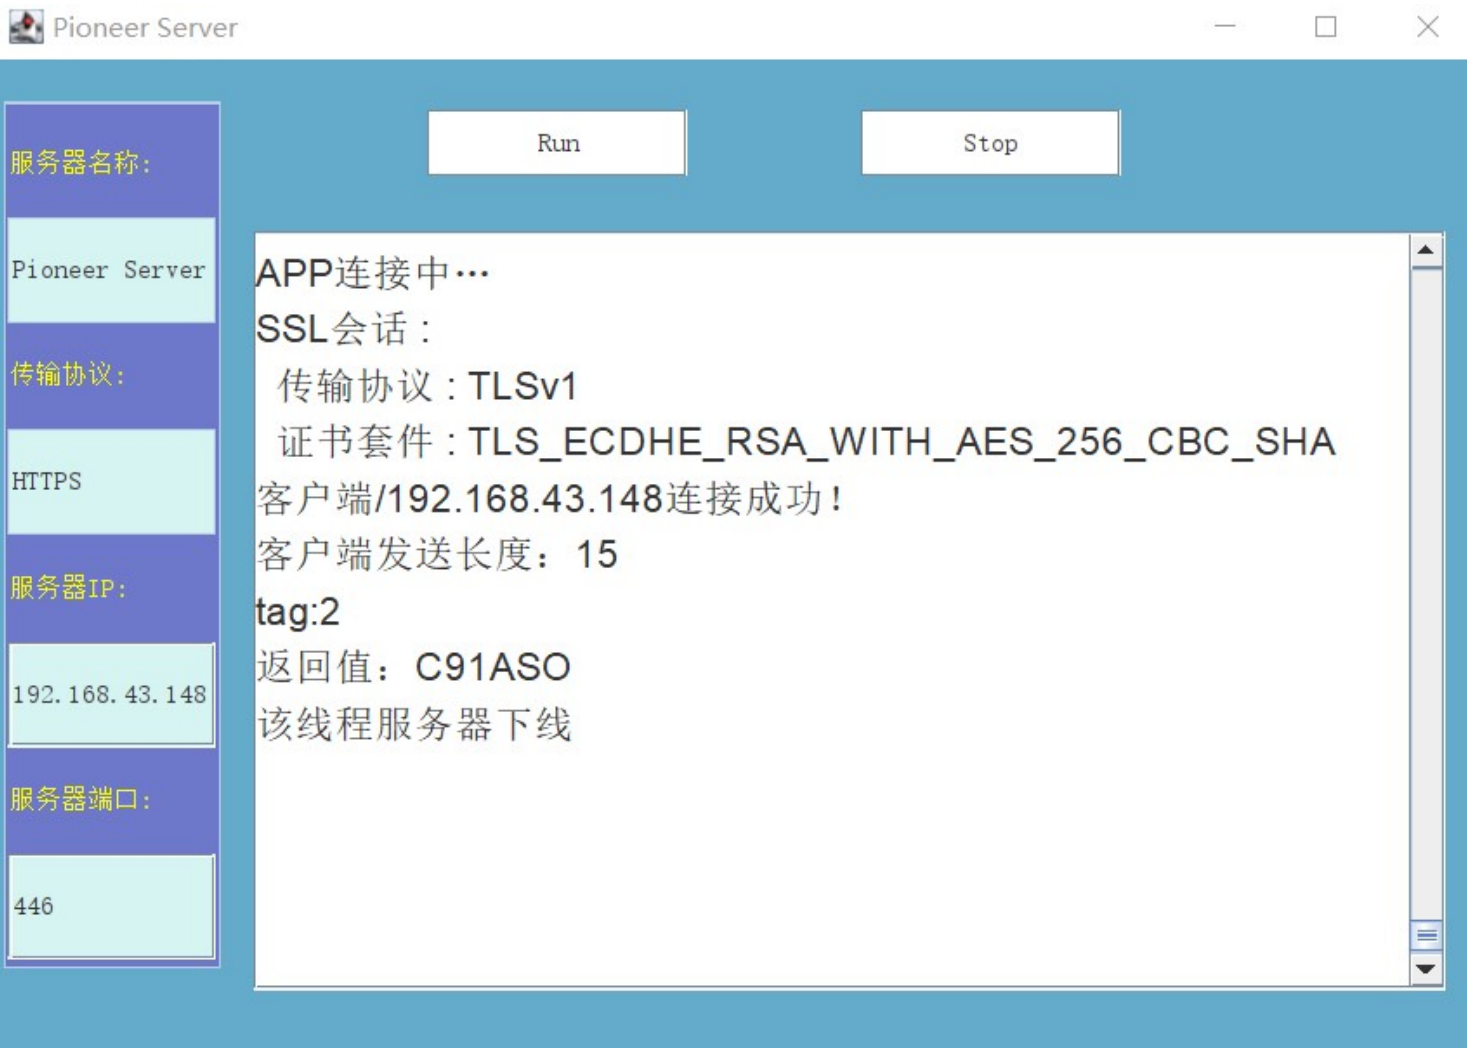 Pioneer Server
服务器名称:
Pioneer Server
传输协议:
HTTPS
服务器IP:
192.168.43.148
服务器端口:
446
Run
Stop
APP连接中…
SSL会话 :
传输协议 : TLSv1
证书套件 : TLS_ECDHE_RSA_WITH_AES_256_CBC_SHA
客户端/192.168.43.148连接成功!
客户端发送长度：15
tag:2
返回值：C91ASO
该线程服务器下线